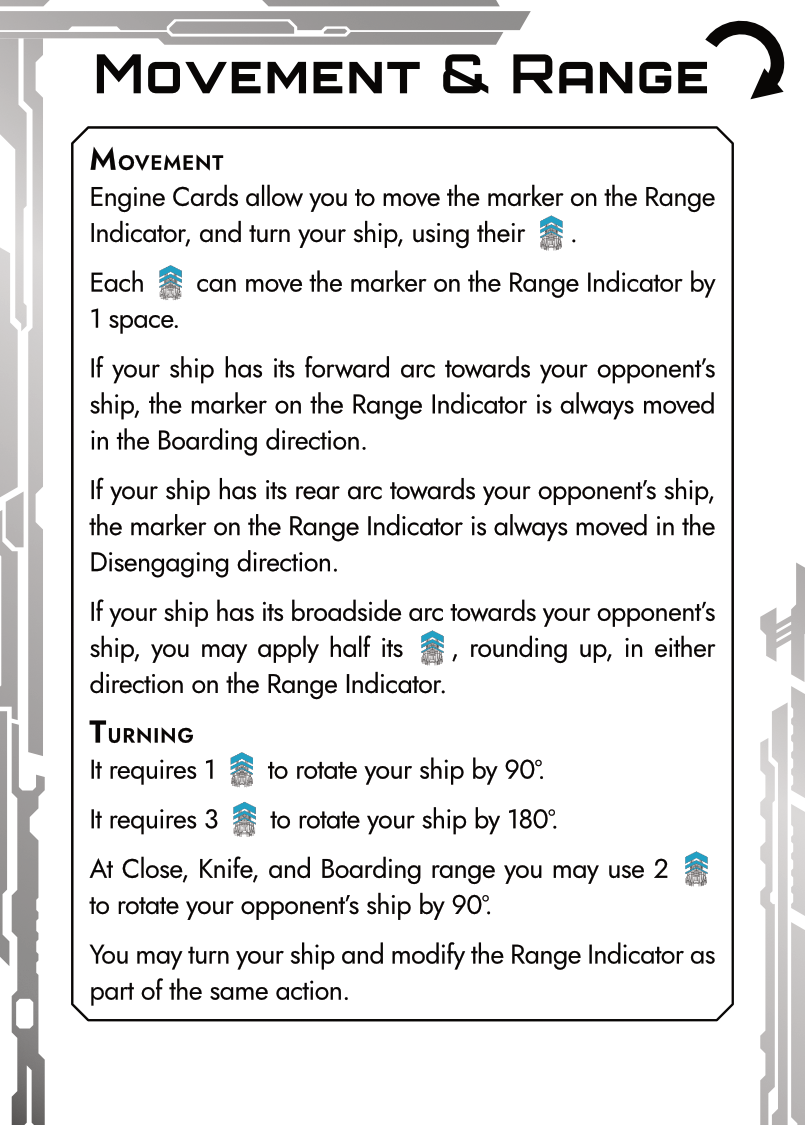 Movement & Range
Movement
Engine Cards allow you to move the marker on the Range
Indicator, and turn your ship, using their .
Each can move the marker on the Range Indicator by
1 space.
If your ship has its forward arc towards your opponent's
ship, the marker on the Range Indicator is always moved
in the Boarding direction.
If your ship has its rear arc towards your opponent's ship,
the marker on the Range Indicator is always moved in the
Disengaging direction.
If your ship has its broadside arc towards your opponent's
ship, you may apply half its , rounding up, in either
direction on the Range Indicator.
Turning
It requires 1 to rotate your ship by 90°.
It requires 3 to rotate your ship by 180°.
At Close, Knife, and Boarding range you may use 2
to rotate your opponent's ship by 90°.
You may turn your ship and modify the Range Indicator as
part of the same action.